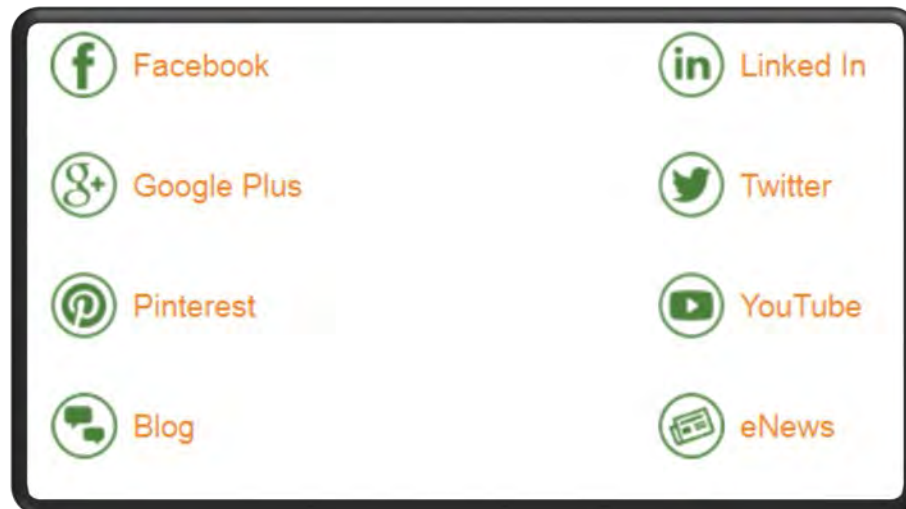 Facebook
Linked In
Google Plus
Twitter
Pinterest
YouTube
Blog
eNews